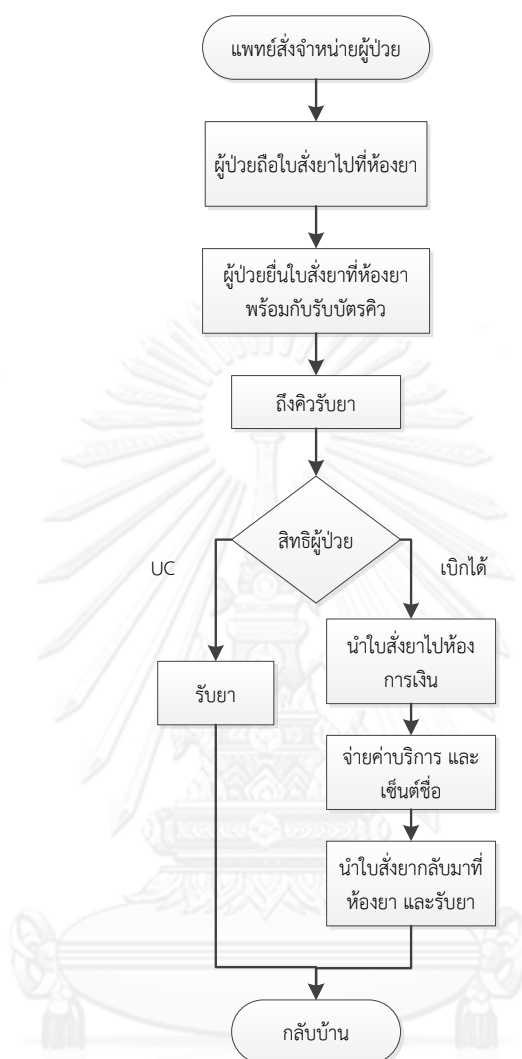 แพทย์สั่งจำหน่ายผู้ป่วย
ผู้ป่วยถือใบสั่งยาไปที่ห้องยา
ผู้ป่วยยื่นใบสั่งยาที่ห้องยา
พร้อมกับรับบัตรคิว
ถึงคิวรับยา
สิทธิผู้ป่วย
UC
เบิกได้
รับยา
นำใบสั่งยาไปห้อง
การเงิน
จ่ายค่าบริการ และ
เซ็นต์ชื่อ
นำใบสั่งยากลับมาที่
ห้องยา และรับยา
กลับบ้าน